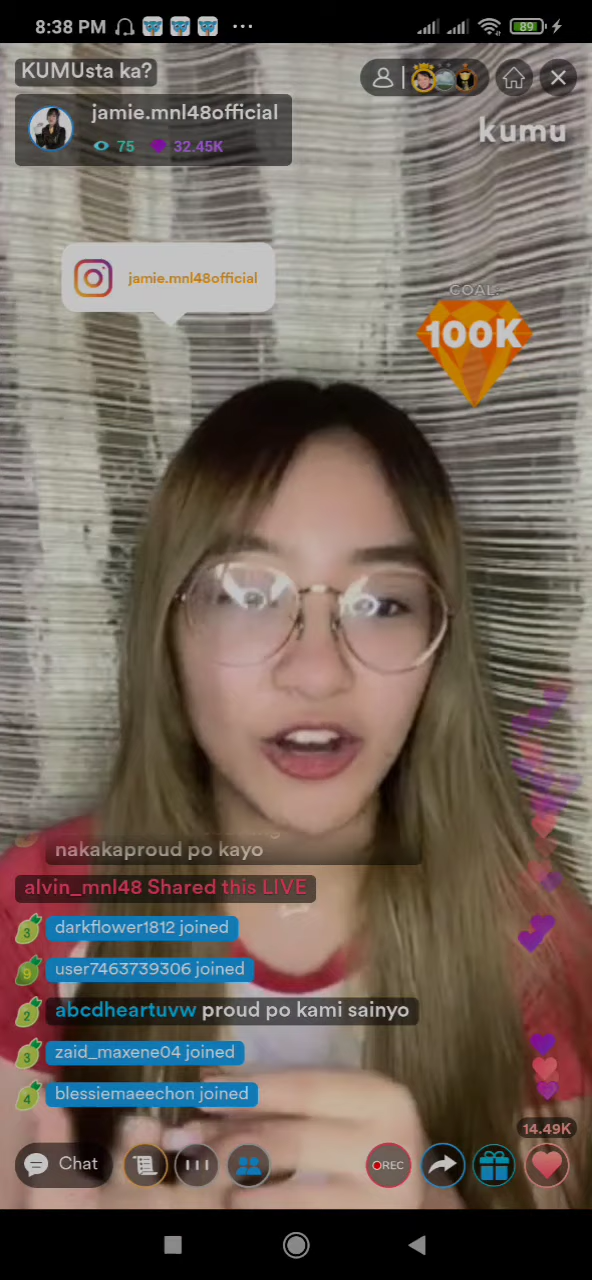 8:38 PM
89
KUMUsta ka?
jamie.mnl48official
75 32.45K
kumu
jamie.mnl48official
GOAL:
100K
nakakaproud po kayo
alvin_mnl48 Shared this LIVE
3 darkflower1812 joined
9 user7463739306 joined
2 abcdheartuvw proud po kami sainyo
3 zaid_maxene04 joined
4 blessiemaeechon joined
14.49K
Chat
REC